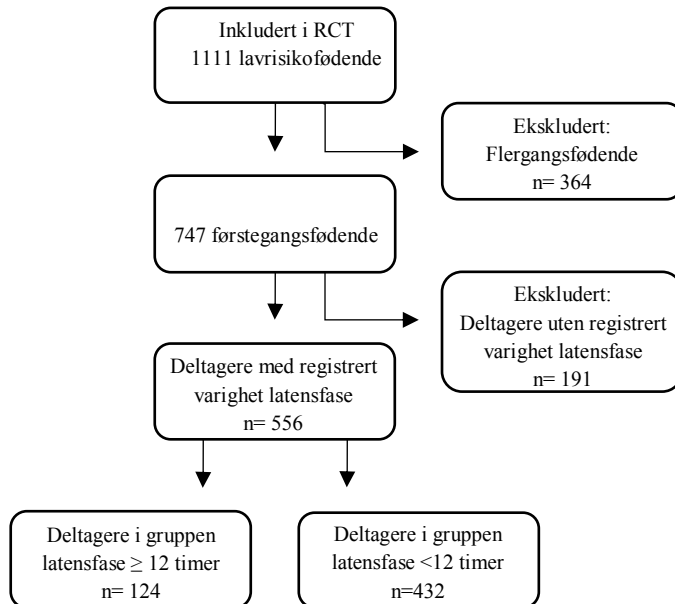 Inkludert i RCT
1111 lavrisikofødende
Ekskludert:
Flergangsfødende
n= 364
747 førstegangsfødende
Ekskludert:
Deltagere uten registrert
varighet latensfase
n= 191
Deltagere med registrert
varighet latensfase
n= 556
Deltagere i gruppen
latensfase ≥ 12 timer
n= 124
Deltagere i gruppen
latensfase <12 timer
n=432